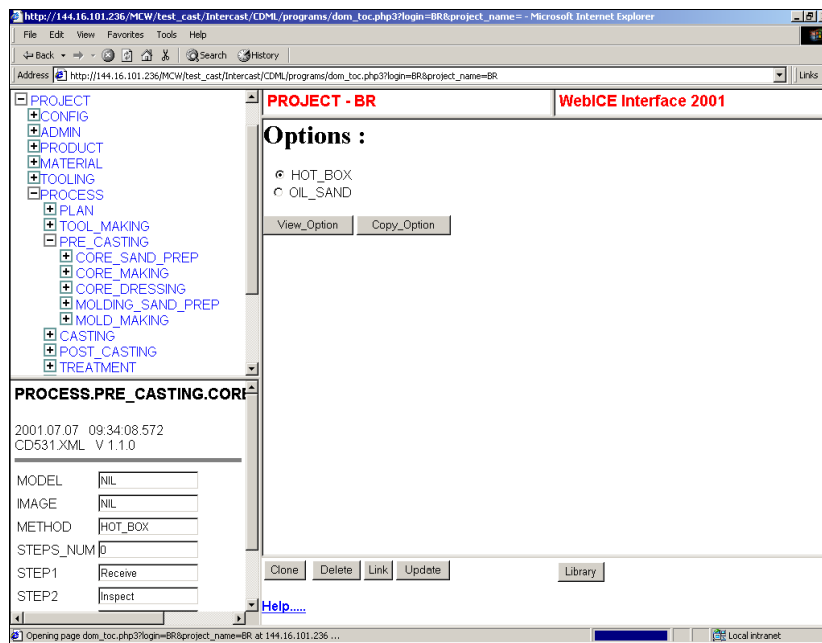 http://144.16.101.236/MCW/test_cast/Intercast/CDML/programs/dom_toc.php3?login=BR&project_name= - Microsoft Internet Explorer
File Edit View Favorites Tools Help
Back Search History
Address http://144.16.101.236/MCW/test_cast/Intercast/CDML/programs/dom_toc.php3?login=BR&project_name=BR Links
PROJECT
CONFIG
ADMIN
PRODUCT
MATERIAL
TOOLING
PROCESS
PLAN
TOOL_MAKING
PRE_CASTING
CORE_SAND_PREP
CORE_MAKING
CORE_DRESSING
MOLDING_SAND_PREP
MOLD_MAKING
CASTING
POST_CASTING
TREATMENT
PROCESS.PRE_CASTING.CORE
2001.07.07 09:34:08.572
CD531.XML V 1.1.0
MODEL NIL
IMAGE NIL
METHOD HOT_BOX
STEPS_NUM 0
STEP1 Receive
STEP2 Inspect
PROJECT - BR WebICE Interface 2001
Options :
HOT_BOX
OIL_SAND
View_Option Copy_Option
Clone Delete Link Update Library
Help.....
Opening page dom_toc.php3?login=BR&project_name=BR at 144.16.101.236 ... Local intranet